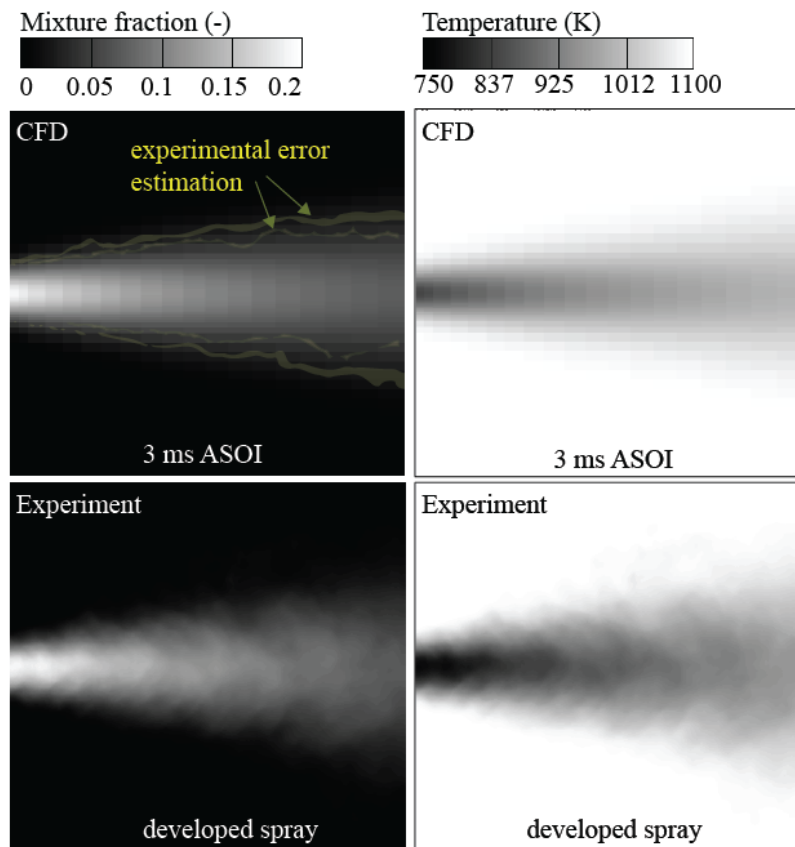 Mixture fraction (-)
0 0.05 0.1 0.15 0.2
Temperature (K)
750 837 925 1012 1100
CFD
experimental error
estimation
3 ms ASOI
CFD
3 ms ASOI
Experiment
developed spray
Experiment
developed spray